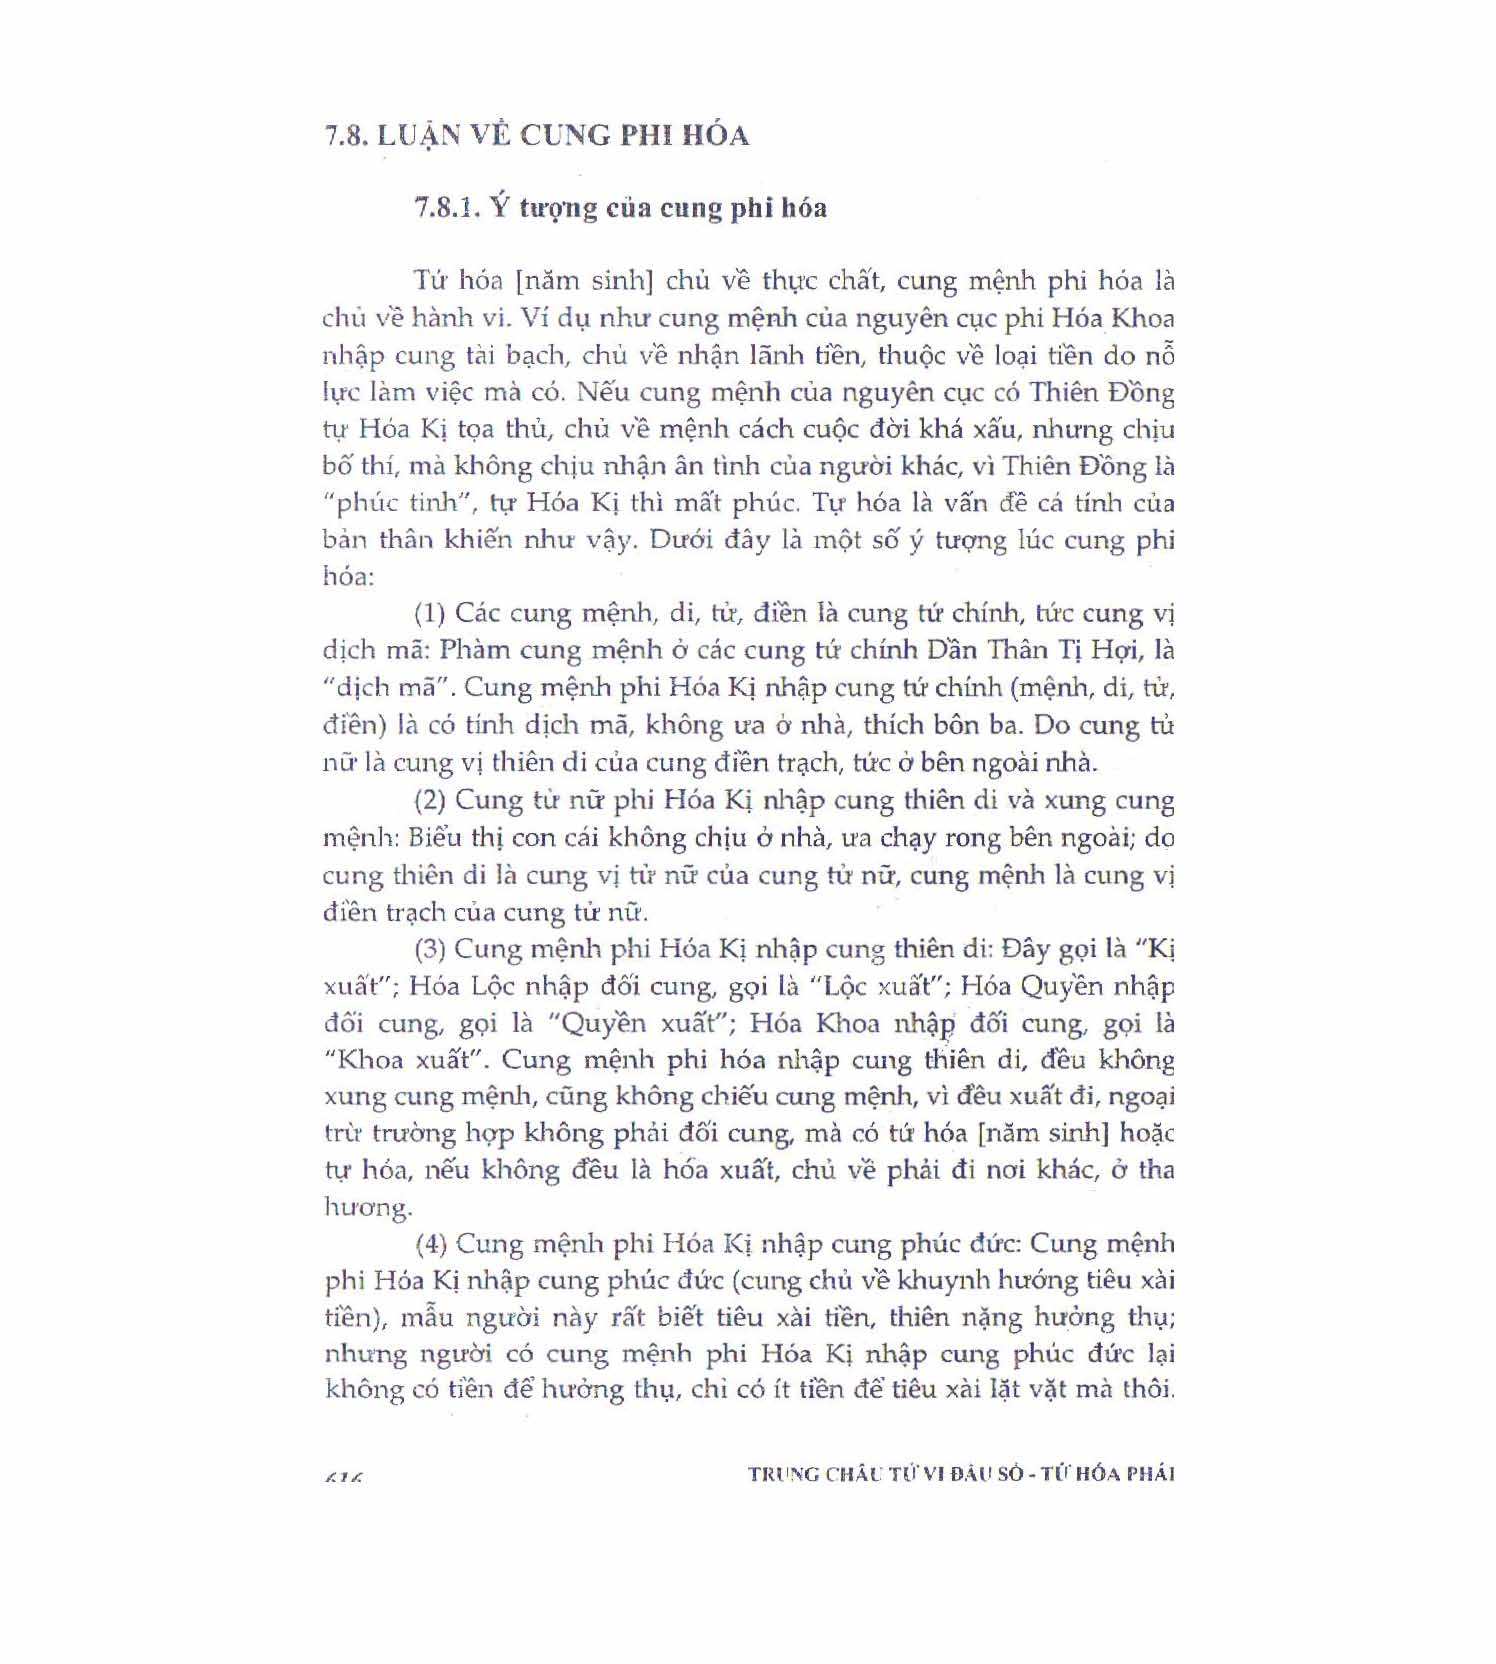 7.8. LUẬN VỀ CUNG PHI HÓA
7.8.1. Ý tượng của cung phi hóa
Tứ hóa [năm sinh] chủ về thực chất, cung mệnh phi hóa là
chủ về hành vi. Ví dụ như cung mệnh của nguyên cục phi Hóa Khoa
nhập cung tài bạch, chủ về nhận lãnh tiền, thuộc về loại tiền do nỗ
lực làm việc mà có. Nếu cung mệnh của nguyên cục có Thiên Đồng
tự Hóa Kị tọa thủ, chủ về mệnh cách cuộc đời khá xấu, nhưng chịu
bố thí, mà không chịu nhận ân tình của người khác, vì Thiên Đồng là
"phúc tinh", tự Hóa Kị thì mất phúc. Tự hóa là vấn đề cá tính của
bản thân khiến như vậy. Dưới đây là một số ý tượng lúc cung phi
hóa:
(1) Các cung mệnh, di, tử, điền là cung tứ chính, tức cung vị
dịch mã: Phàm cung mệnh ở các cung tứ chính Dần Thân Tị Hợi, là
"dịch mã". Cung mệnh phi Hóa Kị nhập cung tứ chính (mệnh, di, tử,
điền) là có tính dịch mã, không ưa ở nhà, thích bôn ba. Do cung tử
nữ là cung vị thiên di của cung điền trạch, tức ở bên ngoài nhà.
(2) Cung tử nữ phi Hóa Kị nhập cung thiên di và xung cung
mệnh: Biểu thị con cái không chịu ở nhà, ưa chạy rong bên ngoài; do
cung thiên di là cung vị tử nữ của cung tử nữ, cung mệnh là cung vị
điền trạch của cung tử nữ.
(3) Cung mệnh phi Hóa Kị nhập cung thiên di: Đây gọi là "Kị
xuất"; Hóa Lộc nhập đối cung, gọi là "Lộc xuất"; Hóa Quyền nhập
đối cung, gọi là "Quyền xuất"; Hóa Khoa nhập đối cung, gọi là
"Khoa xuất". Cung mệnh phi hóa nhập cung thiên di, đều không
xung cung mệnh, cũng không chiếu cung mệnh, vì đều xuất đi, ngoại
trừ trường hợp không phải đối cung, mà có tứ hóa [năm sinh] hoặc
tự hóa, nếu không đều là hóa xuất, chủ về phải đi nơi khác, ở tha
hương.
(4) Cung mệnh phi Hóa Kị nhập cung phúc đức: Cung mệnh
phi Hóa Kị nhập cung phúc đức (cung chủ về khuynh hướng tiêu xài
tiền), mẫu người này rất biết tiêu xài tiền, thiên nặng hưởng thụ;
nhưng người có cung mệnh phi Hóa Kị nhập cung phúc đức lại
không có tiền để hưởng thụ, chỉ có ít tiền để tiêu xài lặt vặt mà thôi.
TRUNG CHÂU TỬ VI ĐẨU SỐ - TỨ HÓA PHÁI